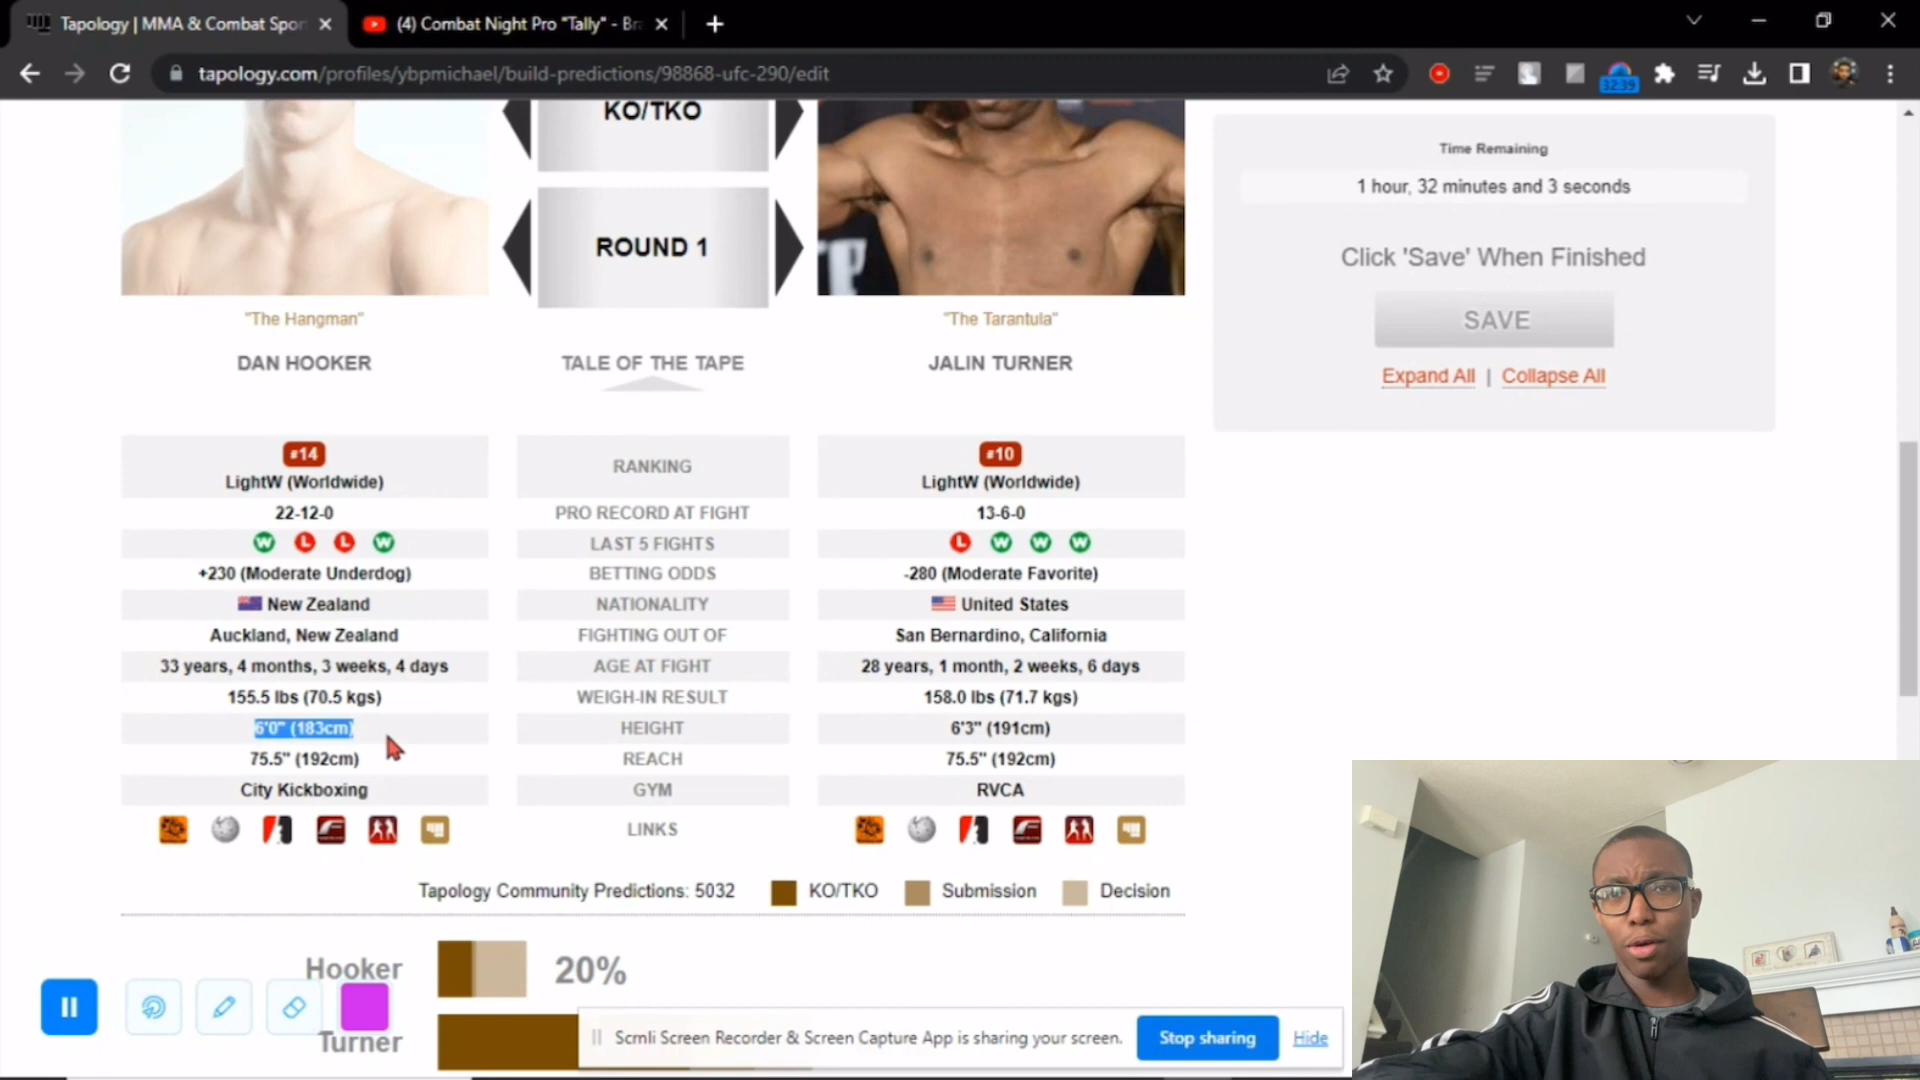 Tapology | MMA & Combat Spor
(4) Combat Night Pro "Tally" - Br
tapology.com/profiles/ybpmichael/build-predictions/98868-ufc-290/edit
32:39
KO/TKO
ROUND 1
Time Remaining
1 hour, 32 minutes and 3 seconds
Click 'Save' When Finished
SAVE
Expand All | Collapse All
"The Hangman"
"The Tarantula"
DAN HOOKER
TALE OF THE TAPE
JALIN TURNER
#14
#10
LightW (Worldwide)
RANKING
LightW (Worldwide)
22-12-0
PRO RECORD AT FIGHT
13-6-0
W L L W
LAST 5 FIGHTS
L W W W
+230 (Moderate Underdog)
BETTING ODDS
-280 (Moderate Favorite)
New Zealand
NATIONALITY
United States
Auckland, New Zealand
FIGHTING OUT OF
San Bernardino, California
33 years, 4 months, 3 weeks, 4 days
AGE AT FIGHT
28 years, 1 month, 2 weeks, 6 days
155.5 lbs (70.5 kgs)
WEIGH-IN RESULT
158.0 lbs (71.7 kgs)
6'0" (183cm)
HEIGHT
6'3" (191cm)
75.5" (192cm)
REACH
75.5" (192cm)
City Kickboxing
GYM
RVCA
LINKS
Tapology Community Predictions: 5032
KO/TKO
Submission
Decision
Hooker
20%
Turner
Scrnli Screen Recorder & Screen Capture App is sharing your screen.
Stop sharing
Hide